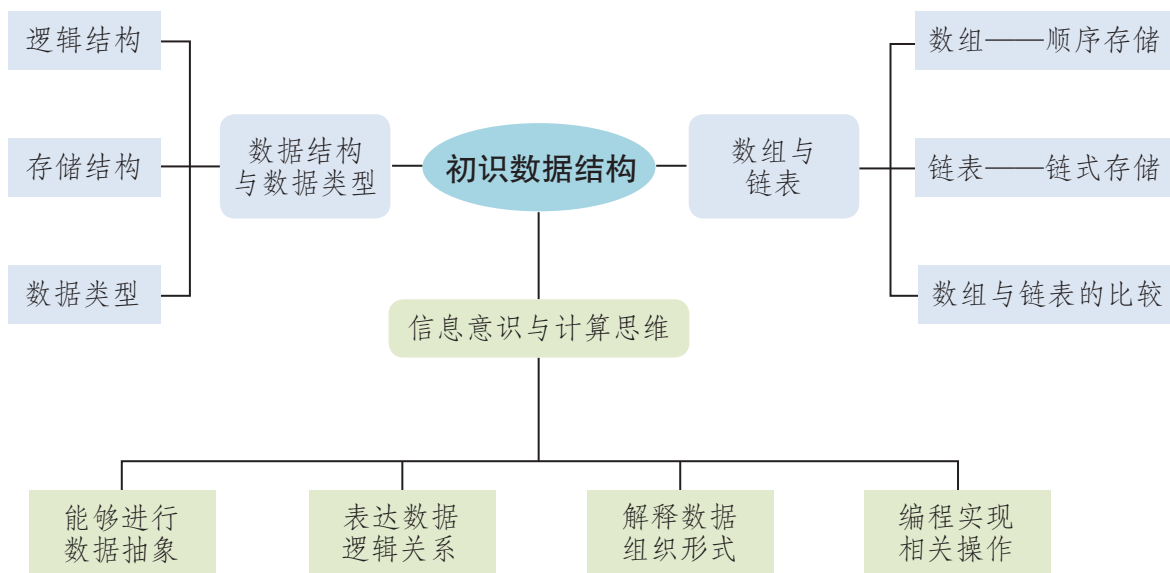 逻辑结构
存储结构
数据类型
数据结构
与数据类型
初识数据结构
数组与
链表
数组——顺序存储
链表——链式存储
数组与链表的比较
信息意识与计算思维
能够进行
数据抽象
表达数据
逻辑关系
解释数据
组织形式
编程实现
相关操作